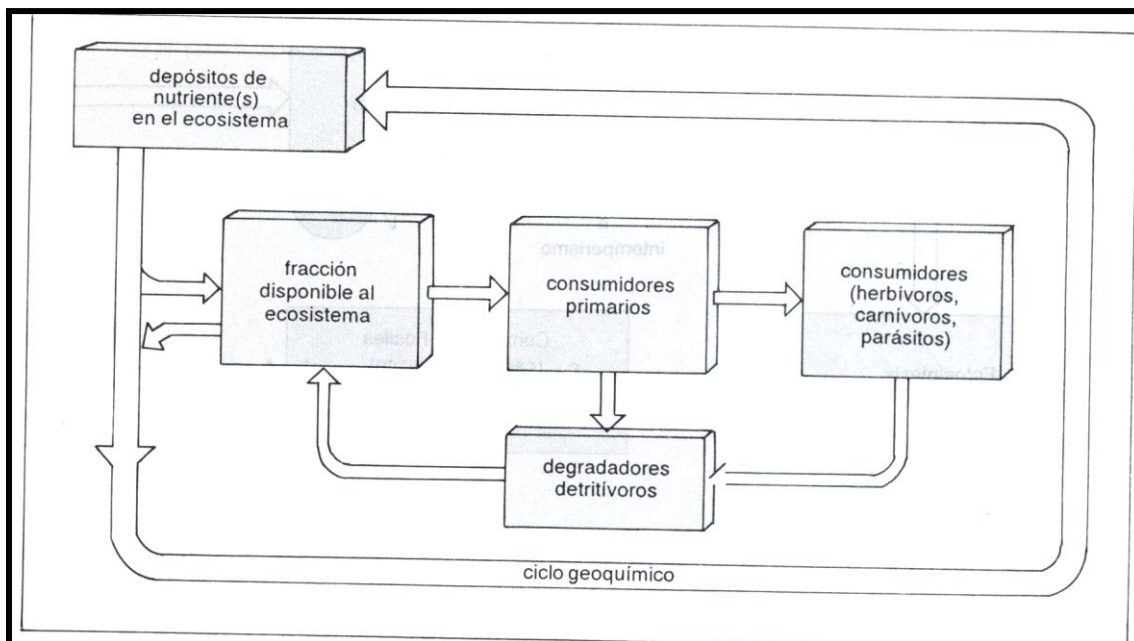 depósitos de
nutriente(s)
en el ecosistema
fracción
disponible al
ecosistema
consumidores
primarios
consumidores
(herbívoros,
carnívoros,
parásitos)
degradadores
detritívoros
ciclo geoquímico
intemperismo